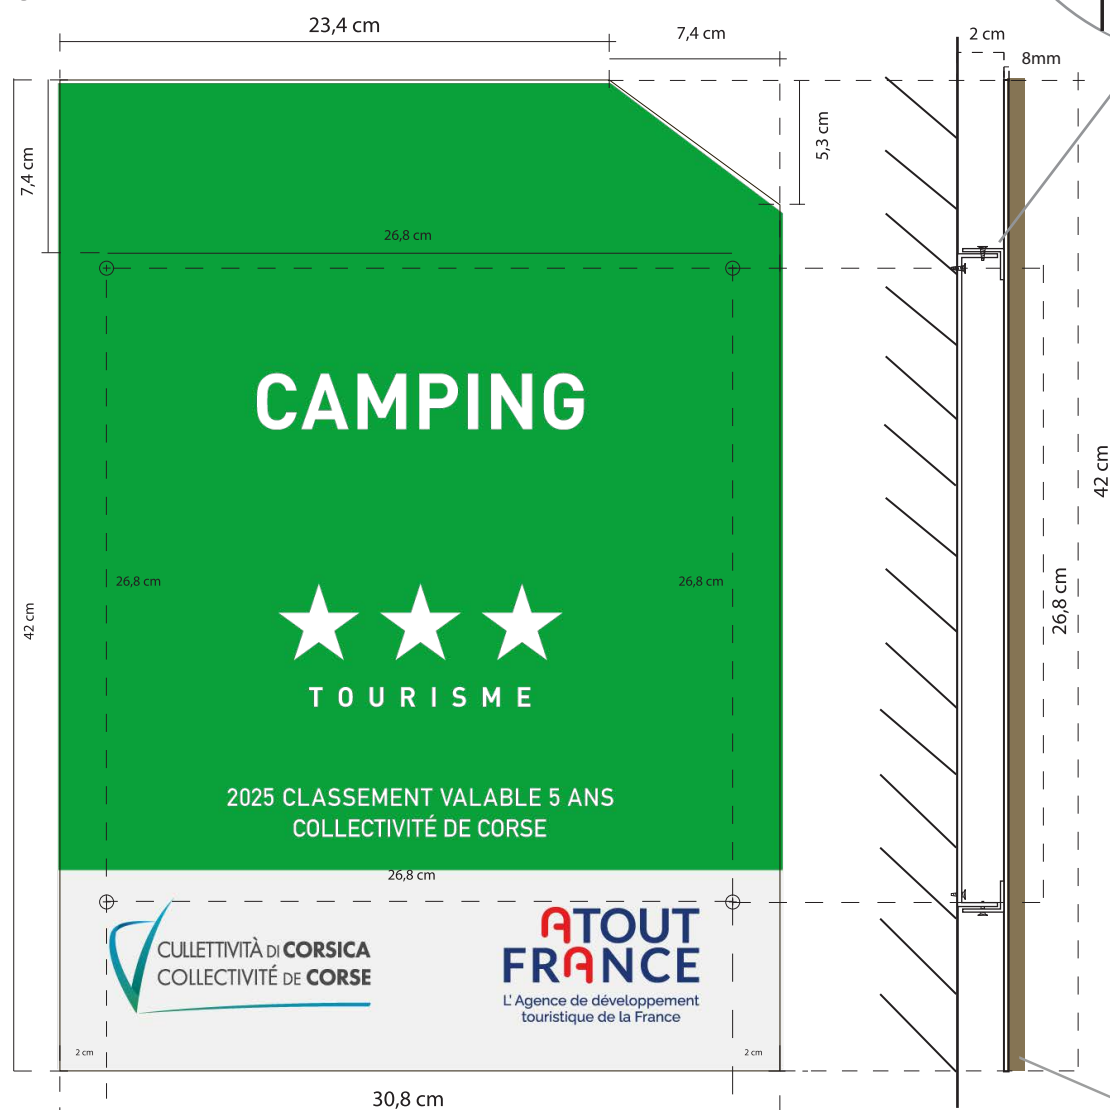 23,4 cm
7,4 cm
2 cm
8mm
7,4 cm
5,3 cm
26,8 cm
CAMPING
26,8 cm
26,8 cm
42 cm
42 cm
26,8 cm
TOURISME
2025 CLASSEMENT VALABLE 5 ANS
COLLECTIVITÉ DE CORSE
26,8 cm
CULLETTIVITÀ DI CORSICA
COLLECTIVITÉ DE CORSE
ATOUT
FRANCE
L'Agence de développement
touristique de la France
2 cm
2 cm
30,8 cm